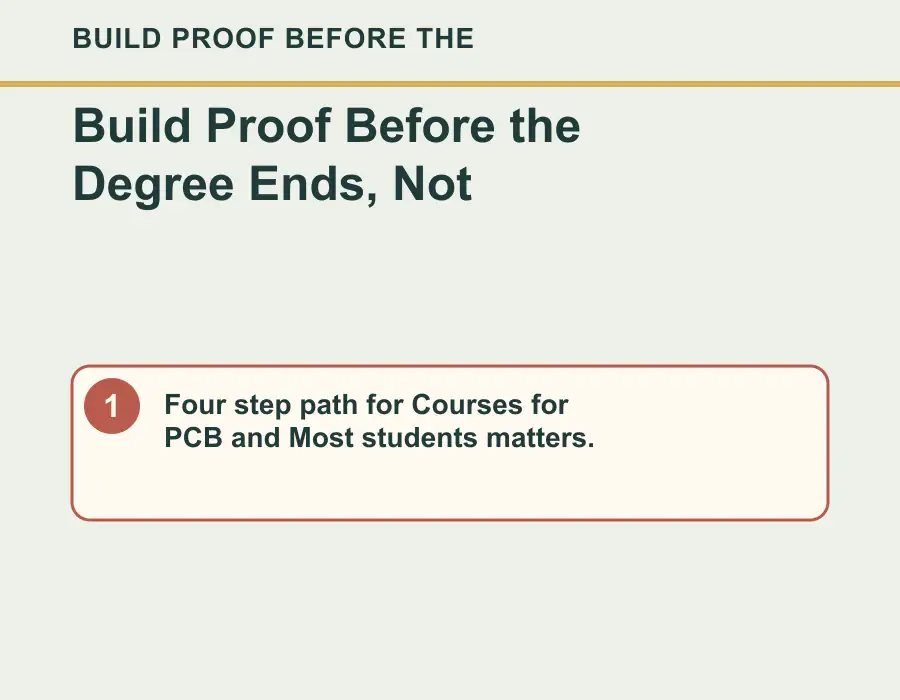 BUILD PROOF BEFORE THE
Build Proof Before the
Degree Ends, Not
1
Four step path for Courses for
PCB and Most students matters.